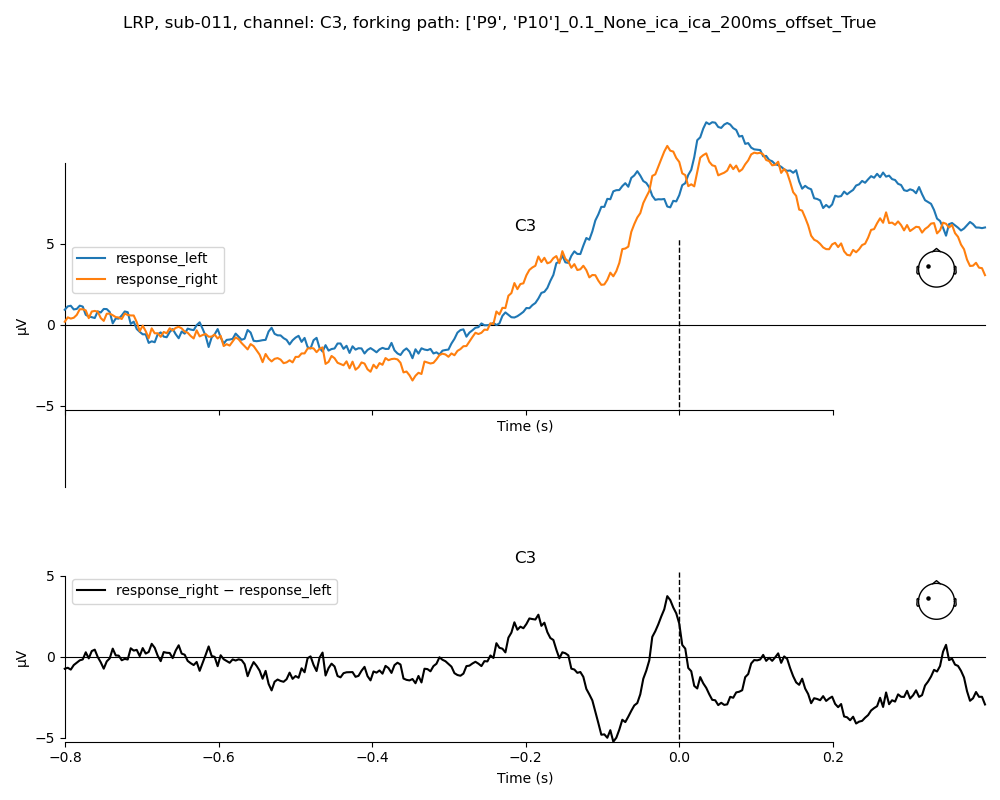 LRP, sub-011, channel: C3, forking path: ['P9', 'P10']_0.1_None_ica_ica_200ms_offset_True
C3
5
0
−5
µV
response_left
response_right
Time (s)
C3
5
0
−5
µV
response_right − response_left
−0.8
−0.6
−0.4
−0.2
0.0
0.2
Time (s)